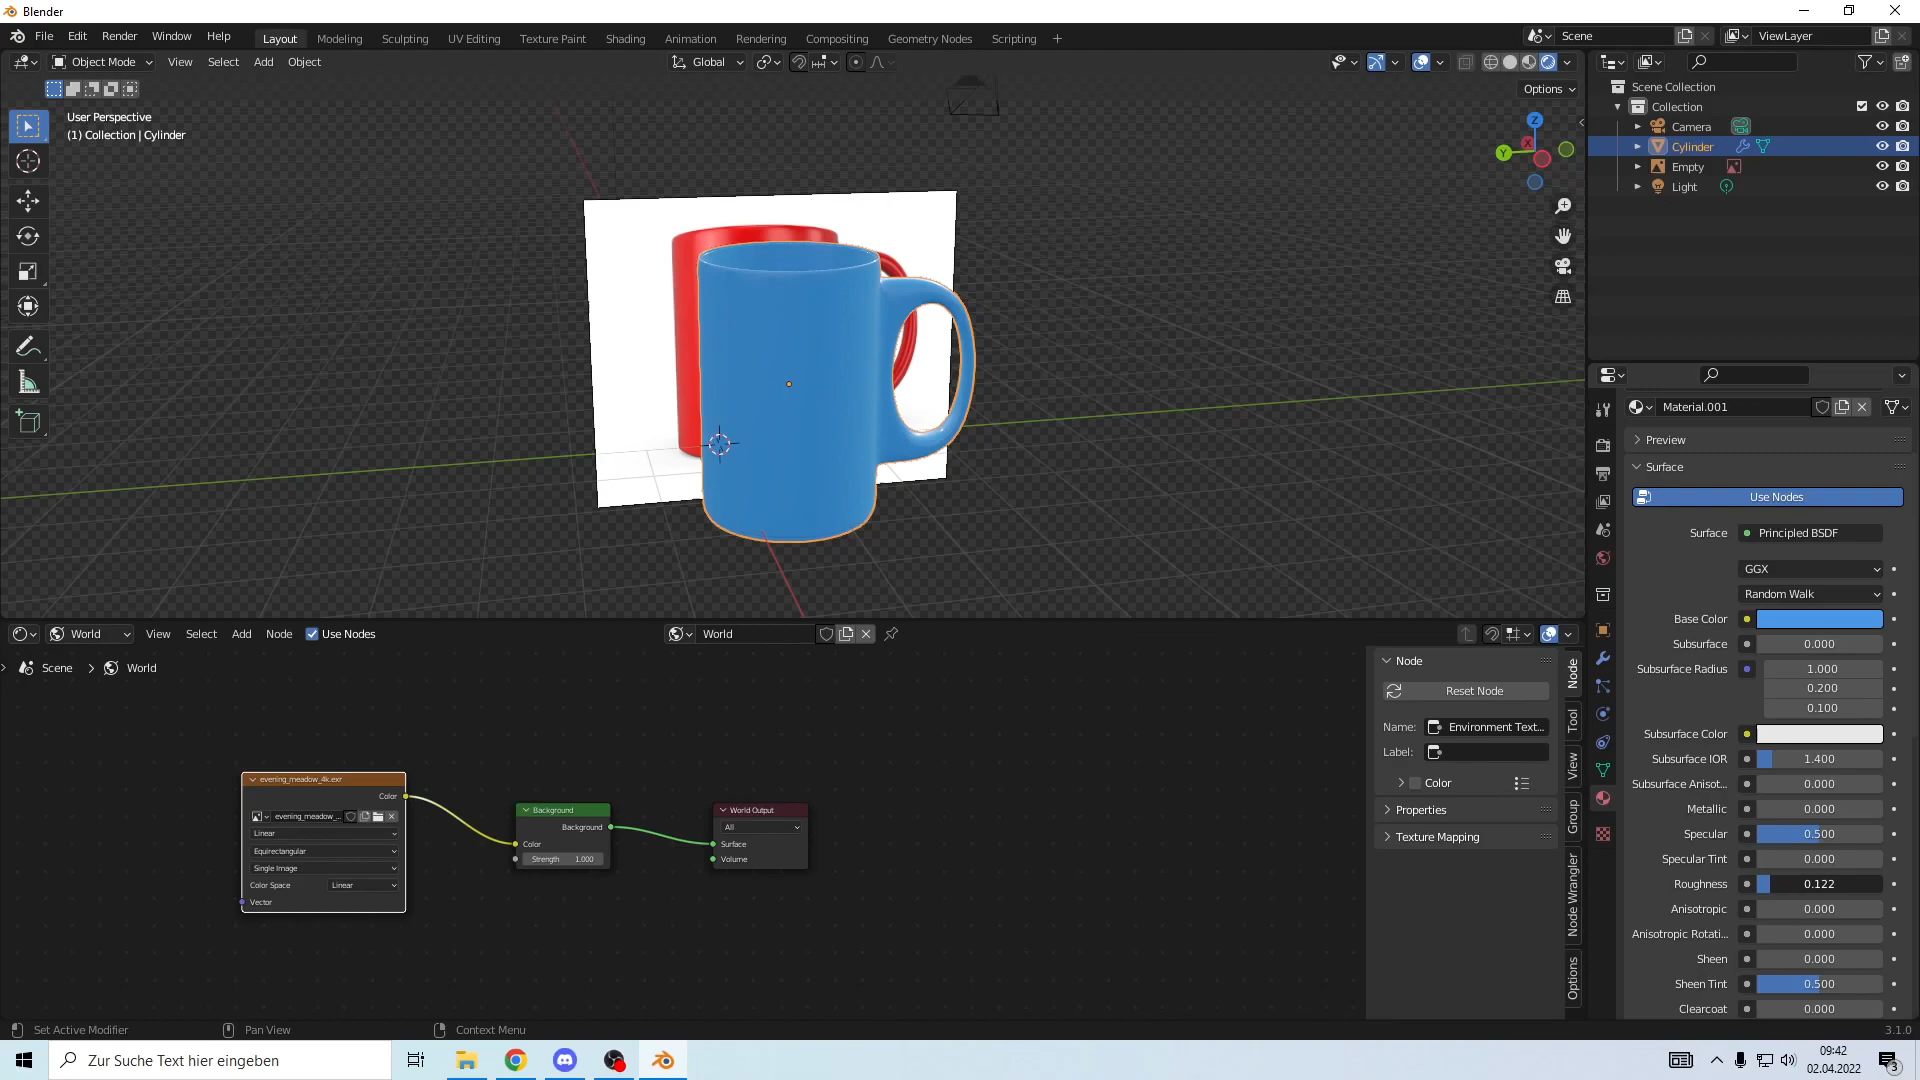 Blender
File Edit Render Window Help Layout Modeling Sculpting UV Editing Texture Paint Shading Animation Rendering Compositing Geometry Nodes Scripting + Scene ViewLayer
Object Mode View Select Add Object Global
Options
User Perspective
(1) Collection | Cylinder
Z
X
Y
Scene Collection
Collection
Camera
Cylinder
Empty
Light
Material.001
Preview
Surface
Use Nodes
Surface Principled BSDF
GGX
Random Walk
Base Color
Subsurface 0.000
Subsurface Radius 1.000
0.200
0.100
Subsurface Color
Subsurface IOR 1.400
Subsurface Anisot... 0.000
Metallic 0.000
Specular 0.500
Specular Tint 0.000
Roughness 0.122
Anisotropic 0.000
Anisotropic Rotati... 0.000
Sheen 0.000
Sheen Tint 0.500
Clearcoat 0.000
World View Select Add Node Use Nodes World
Scene > World
evening_meadow_4k.exr
Color
evening_meadow_...
Linear
Equirectangular
Single Image
Color Space Linear
Vector
Background
Background
Color
Strength 1.000
World Output
All
Surface
Volume
Node
Reset Node
Name: Environment Text...
Label:
Color
Properties
Texture Mapping
Node
Tool
View
Group
Node Wrangler
Options
Set Active Modifier Pan View Context Menu 3.1.0
Zur Suche Text hier eingeben
09:42
02.04.2022
3